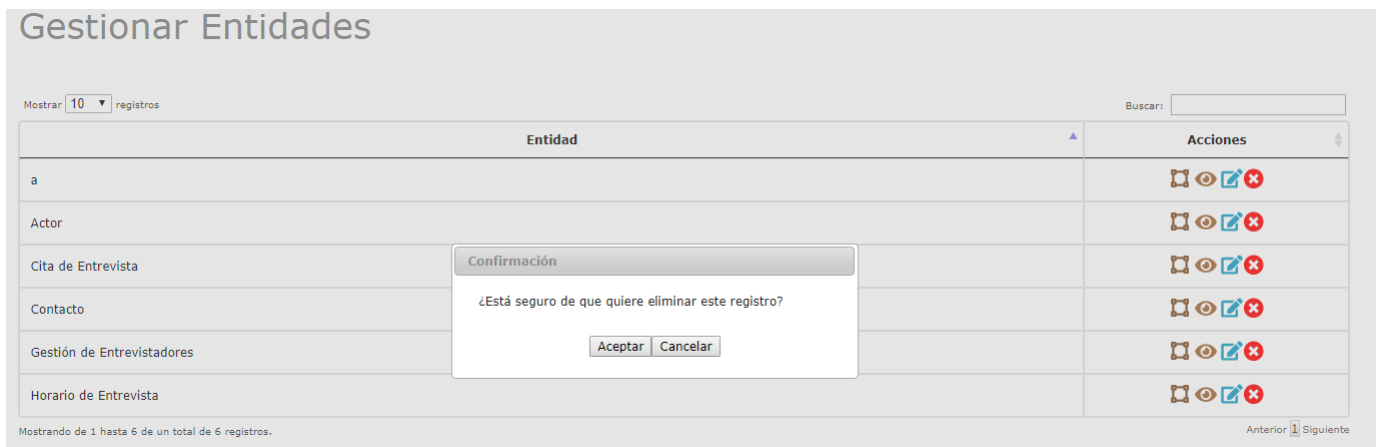 Gestionar Entidades
Mostrar 10 registros
Buscar:
Entidad Acciones
a
Actor
Cita de Entrevista
Contacto
Gestión de Entrevistadores
Horario de Entrevista
Confirmación
¿Está seguro de que quiere eliminar este registro?
Aceptar Cancelar
Mostrando de 1 hasta 6 de un total de 6 registros.
Anterior 1 Siguiente